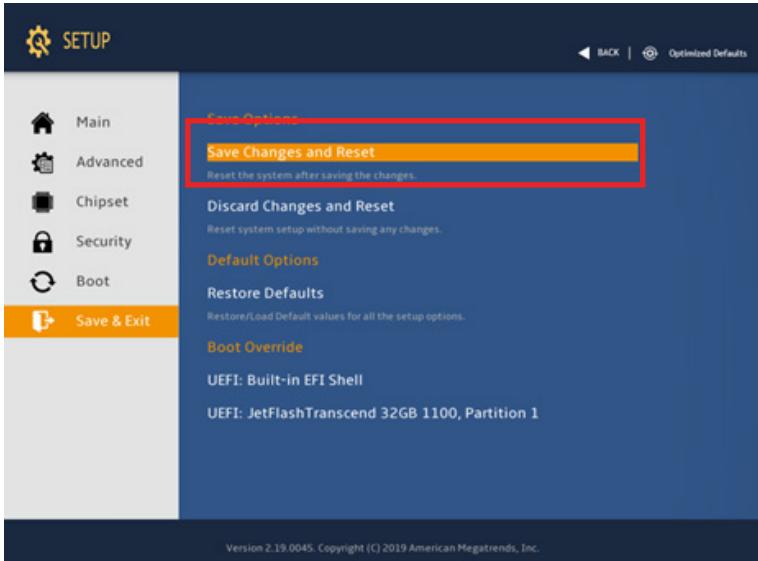 SETUP
BACK | Optimized Defaults
Main
Advanced
Chipset
Security
Boot
Save & Exit
Save Options
Save Changes and Reset
Reset the system after saving the changes.
Discard Changes and Reset
Reset system setup without saving any changes.
Default Options
Restore Defaults
Restore/Load Default values for all the setup options.
Boot Override
UEFI: Built-in EFI Shell
UEFI: JetFlashTranscend 32GB 1100, Partition 1
Version 2.19.0045. Copyright (C) 2019 American Megatrends, Inc.